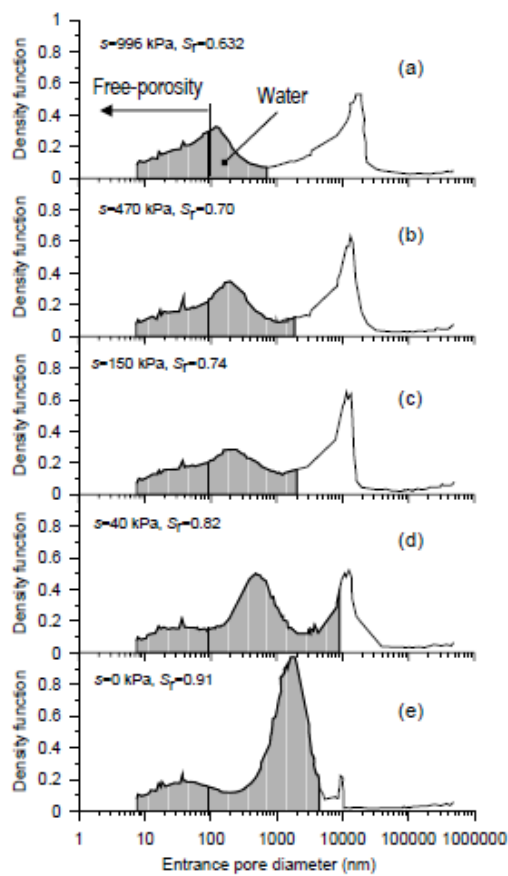 1
s=996 kPa, Sr=0.632
(a)
0.8
Free-porosity
Water
0.6
0.4
0.2
0
Density function
s=470 kPa, Sr=0.70
(b)
0.8
0.6
0.4
0.2
0
Density function
s=150 kPa, Sr=0.74
(c)
0.8
0.6
0.4
0.2
0
Density function
s=40 kPa, Sr=0.82
(d)
0.8
0.6
0.4
0.2
0
Density function
s=0 kPa, Sr=0.91
(e)
0.8
0.6
0.4
0.2
0
Density function
1 10 100 1000 10000 100000 1000000
Entrance pore diameter (nm)